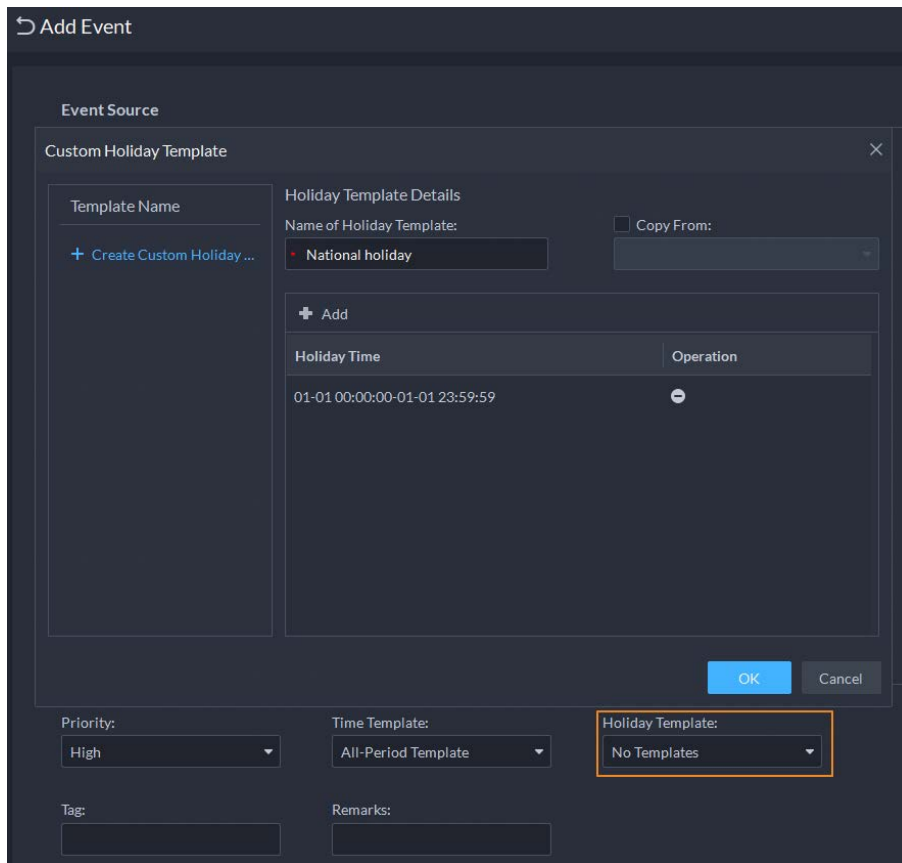 Add Event
Event Source
Custom Holiday Template
Template Name
+ Create Custom Holiday ...
Holiday Template Details
Name of Holiday Template:
Copy From:
* National holiday
Add
Holiday Time
Operation
01-01 00:00:00-01-01 23:59:59
OK
Cancel
Priority:
Time Template:
Holiday Template:
High
All-Period Template
No Templates
Tag:
Remarks: